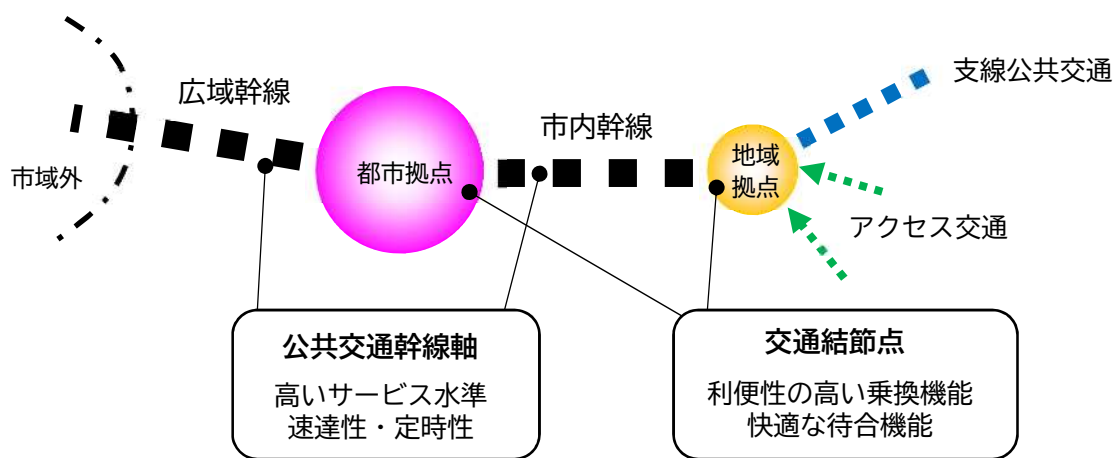 広域幹線
市域外
都市拠点
市内幹線
地域
拠点
支線公共交通
アクセス交通
公共交通幹線軸
高いサービス水準
速達性・定時性
交通結節点
利便性の高い乗換機能
快適な待合機能